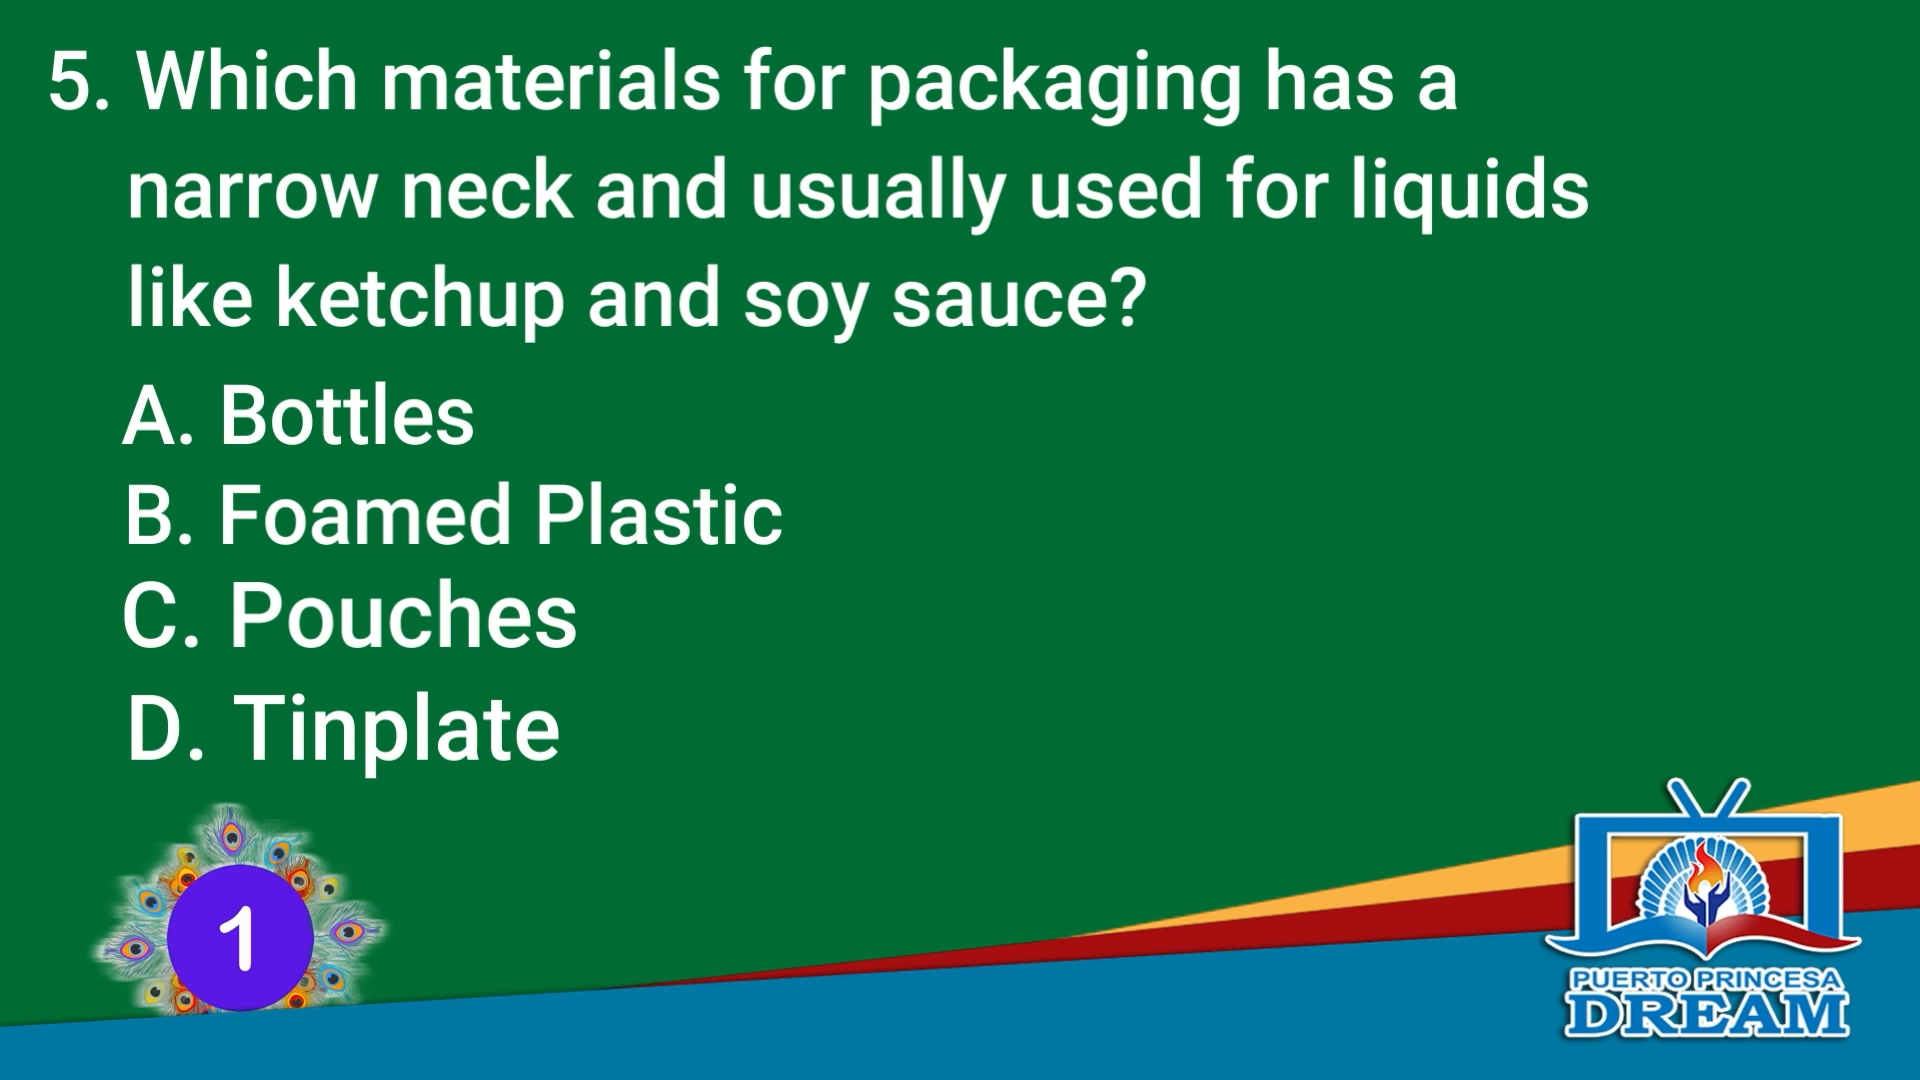 5. Which materials for packaging has a
narrow neck and usually used for liquids
like ketchup and soy sauce?
A. Bottles
B. Foamed Plastic
C. Pouches
D. Tinplate
1
PUERTO PRINCESA
DREAM